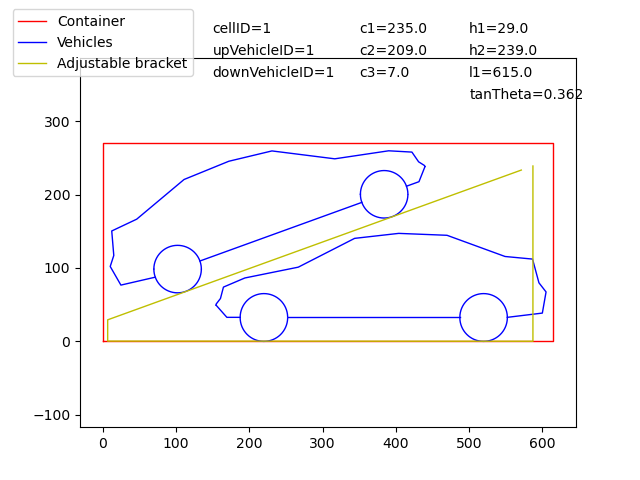 Container
Vehicles
Adjustable bracket
cellID=1 c1=235.0 h1=29.0
upVehicleID=1 c2=209.0 h2=239.0
downVehicleID=1 c3=7.0 l1=615.0
tanTheta=0.362
300
200
100
0
−100
0 100 200 300 400 500 600